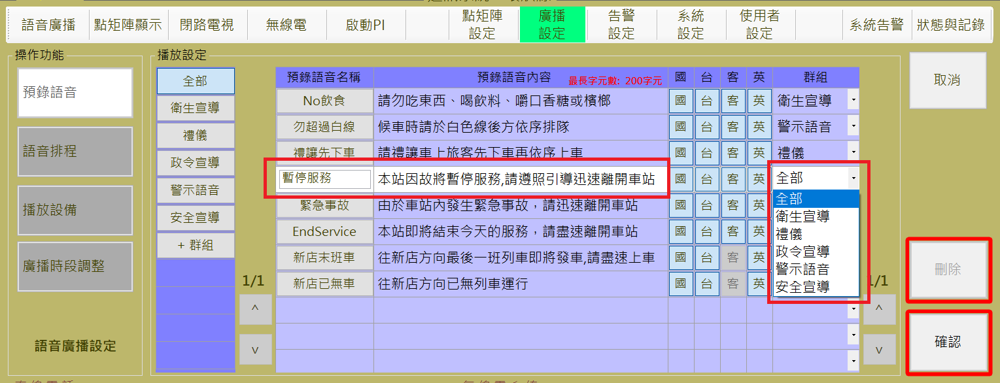 語音廣播 點矩陣顯示 閉路電視 無線電 啟動PI 點矩陣設定 廣播設定 告警設定 系統設定 使用者設定 系統告警 狀態與記錄
操作功能
預錄語音
語音排程
播放設備
廣播時段調整
語音廣播設定
播放設定
全部
衛生宣導
禮儀
政令宣導
警示語音
安全宣導
+ 群組
1/1
^
v
預錄語音名稱 預錄語音內容 最長字元數: 200字元 國 台 客 英 群組
No飲食 請勿吃東西、喝飲料、嚼口香糖或檳榔 國 台 客 英 衛生宣導
勿超過白線 候車時請於白色線後方依序排隊 國 台 客 英 警示語音
禮讓先下車 請禮讓車上旅客先下車再依序上車 國 台 客 英 禮儀
暫停服務 本站因故將暫停服務,請遵照引導迅速離開車站 國 台 客 英 全部
緊急事故 由於車站內發生緊急事故，請迅速離開車站 國 台 客 英
EndService 本站即將結束今天的服務，請盡速離開車站 國 台 客 英
新店末班車 往新店方向最後一班列車即將發車,請盡速上車 國 台 客 英
新店已無車 往新店方向已無列車運行 國 台 客 英
全部
衛生宣導
禮儀
政令宣導
警示語音
安全宣導
1/1
^
v
取消
刪除
確認